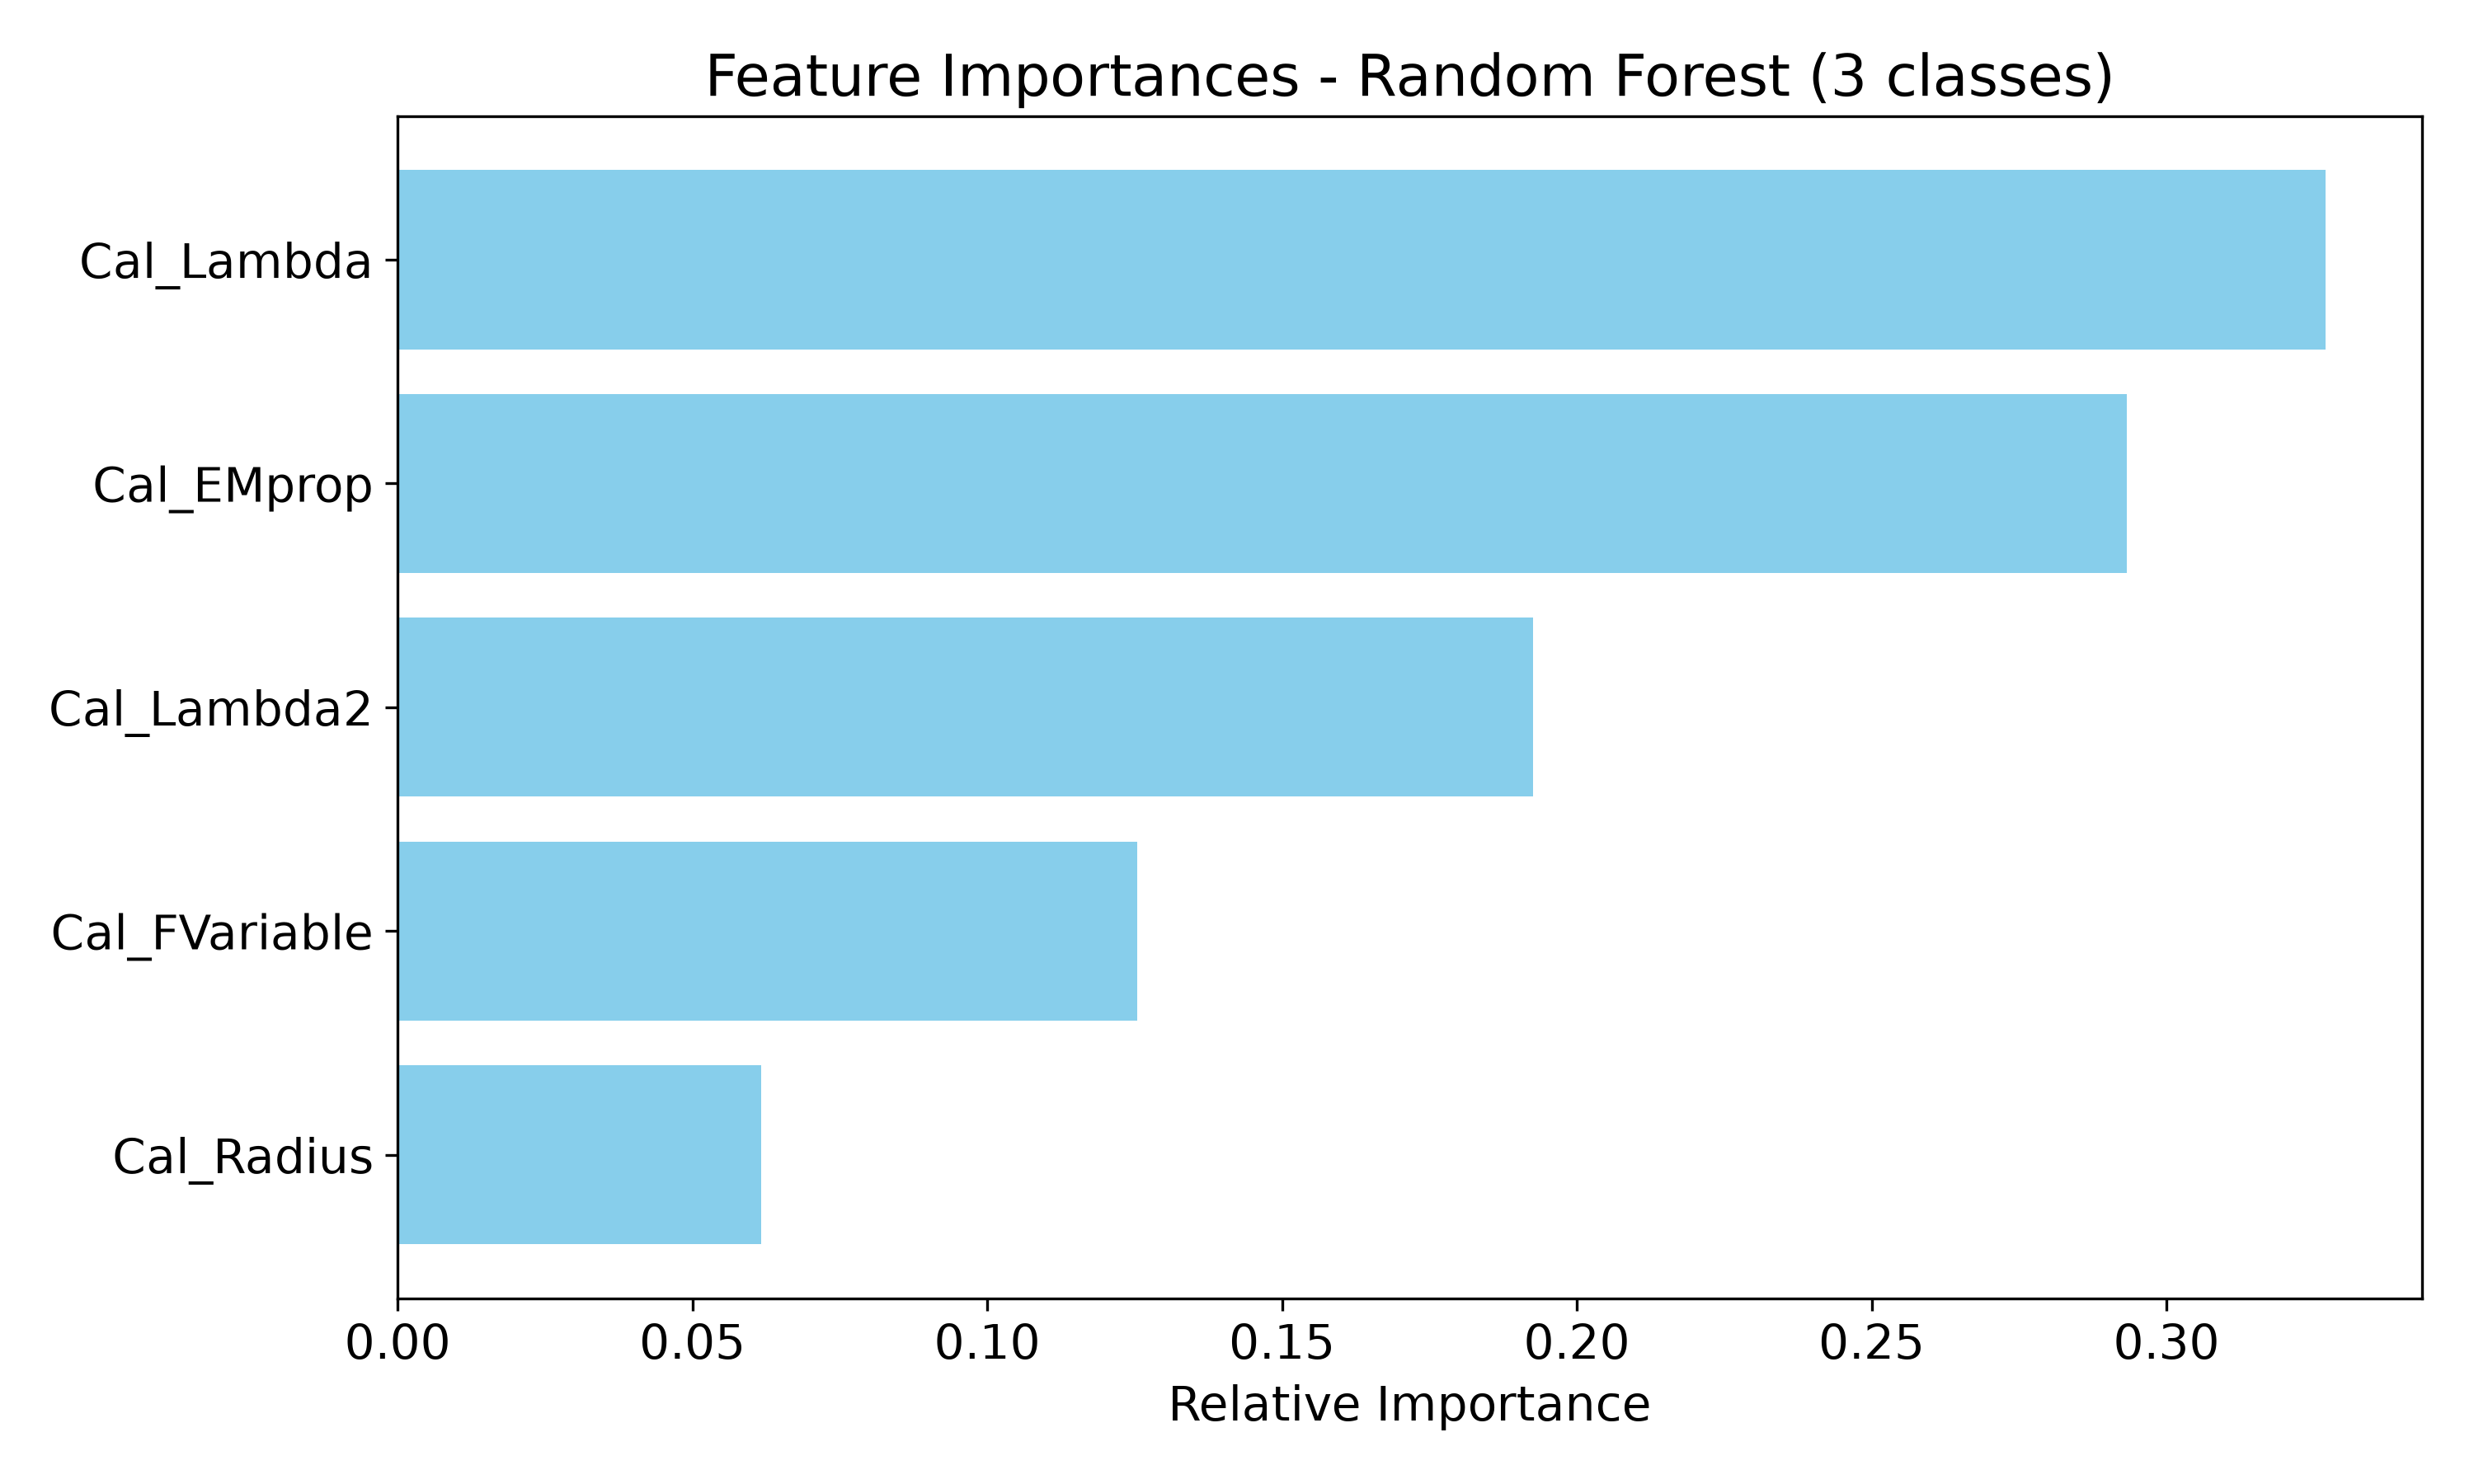 Feature Importances - Random Forest (3 classes)
Cal_Lambda
Cal_EMprop
Cal_Lambda2
Cal_FVariable
Cal_Radius
0.00 0.05 0.10 0.15 0.20 0.25 0.30
Relative Importance